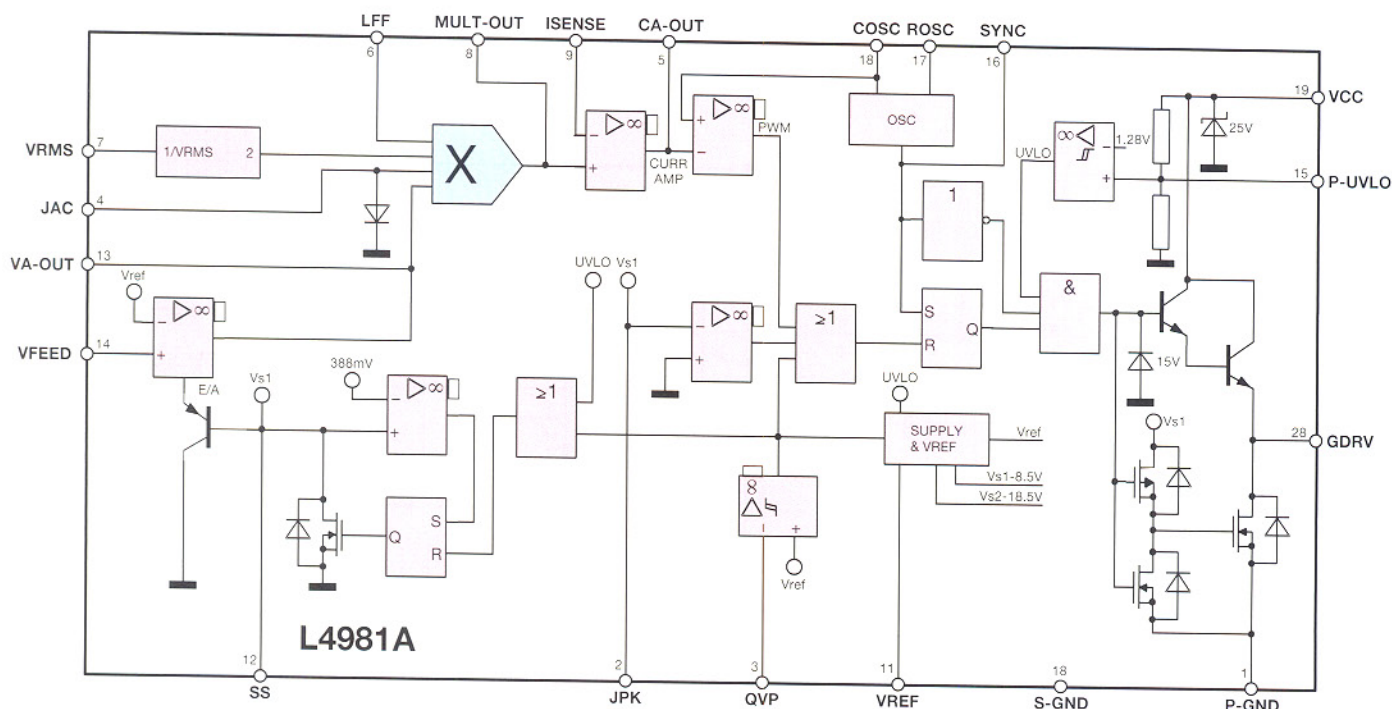 LFF
MULT-OUT
ISENSE
CA-OUT
COSC
ROSC
SYNC
6
8
9
5
18
17
16
19
VCC
∞
+
−
PWM
OSC
25V
∞
1.28V
−
VRMS
7
1/VRMS
2
X
∞
−
+
CURR
AMP
UVLO
+
15
P-UVLO
JAC
4
1
VA-OUT
13
Vref
UVLO
Vs1
&
∞
−
∞
−
≥1
S
Q
R
VFEED
14
+
+
15V
E/A
Vs1
388mV
∞
−
+
≥1
UVLO
SUPPLY
& VREF
Vref
Vs1
28
GDRV
Vs1-8.5V
Vs2-18.5V
∞
−
+
Q
S
R
Vref
L4981A
12
2
3
11
18
1
SS
JPK
QVP
VREF
S-GND
P-GND